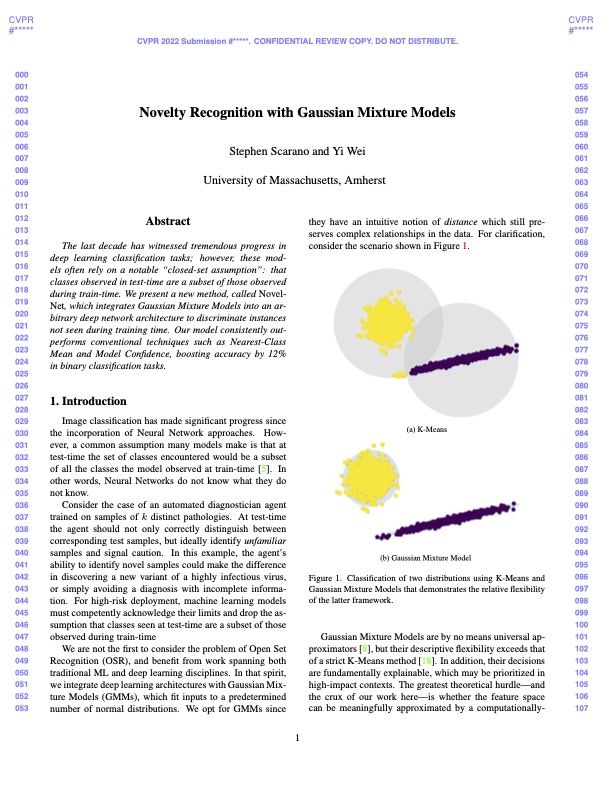 CVPR
#*****
CVPR
#*****
CVPR 2022 Submission #*****. CONFIDENTIAL REVIEW COPY. DO NOT DISTRIBUTE.
Novelty Recognition with Gaussian Mixture Models
Stephen Scarano and Yi Wei
University of Massachusetts, Amherst
000
001
002
003
004
005
006
007
008
009
010
011
012
013
014
015
016
017
018
019
020
021
022
023
024
025
026
027
028
029
030
031
032
033
034
035
036
037
038
039
040
041
042
043
044
045
046
047
048
049
050
051
052
053
Abstract
The last decade has witnessed tremendous progress in
deep learning classification tasks; however, these mod-
els often rely on a notable “closed-set assumption”: that
classes observed in test-time are a subset of those observed
during train-time. We present a new method, called Novel-
Net, which integrates Gaussian Mixture Models into an ar-
bitrary deep network architecture to discriminate instances
not seen during training time. Our model consistently out-
performs conventional techniques such as Nearest-Class
Mean and Model Confidence, boosting accuracy by 12%
in binary classification tasks.
1. Introduction
Image classification has made significant progress since
the incorporation of Neural Network approaches. How-
ever, a common assumption many models make is that at
test-time the set of classes encountered would be a subset
of all the classes the model observed at train-time [5]. In
other words, Neural Networks do not know what they do
not know.
Consider the case of an automated diagnostician agent
trained on samples of k distinct pathologies. At test-time
the agent should not only correctly distinguish between
corresponding test samples, but ideally identify unfamiliar
samples and signal caution. In this example, the agent’s
ability to identify novel samples could make the difference
in discovering a new variant of a highly infectious virus,
or simply avoiding a diagnosis with incomplete informa-
tion. For high-risk deployment, machine learning models
must competently acknowledge their limits and drop the as-
sumption that classes seen at test-time are a subset of those
observed during train-time
We are not the first to consider the problem of Open Set
Recognition (OSR), and benefit from work spanning both
traditional ML and deep learning disciplines. In that spirit,
we integrate deep learning architectures with Gaussian Mix-
ture Models (GMMs), which fit inputs to a predetermined
number of normal distributions. We opt for GMMs since
they have an intuitive notion of distance which still pre-
serves complex relationships in the data. For clarification,
consider the scenario shown in Figure 1.
(a) K-Means
(b) Gaussian Mixture Model
Figure 1. Classification of two distributions using K-Means and
Gaussian Mixture Models that demonstrates the relative flexibility
of the latter framework.
Gaussian Mixture Models are by no means universal ap-
proximators [8], but their descriptive flexibility exceeds that
of a strict K-Means method [18]. In addition, their decisions
are fundamentally explainable, which may be prioritized in
high-impact contexts. The greatest theoretical hurdle—and
the crux of our work here—is whether the feature space
can be meaningfully approximated by a computationally-
054
055
056
057
058
059
060
061
062
063
064
065
066
067
068
069
070
071
072
073
074
075
076
077
078
079
080
081
082
083
084
085
086
087
088
089
090
091
092
093
094
095
096
097
098
099
100
101
102
103
104
105
106
107
1